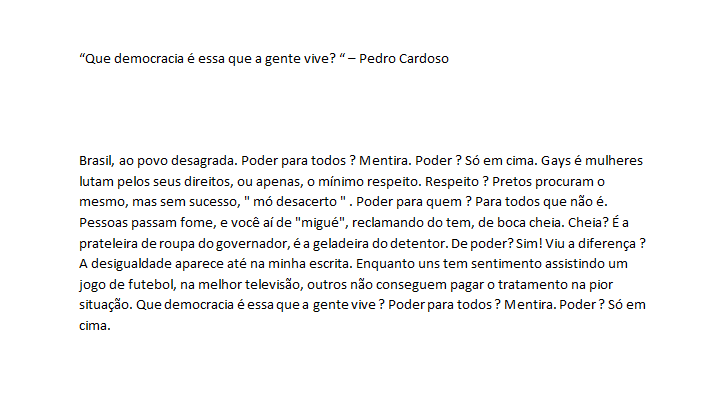 “Que democracia é essa que a gente vive? “ – Pedro Cardoso
Brasil, ao povo desagrada. Poder para todos ? Mentira. Poder ? Só em cima. Gays é mulheres
lutam pelos seus direitos, ou apenas, o mínimo respeito. Respeito ? Pretos procuram o
mesmo, mas sem sucesso, " mó desacerto " . Poder para quem ? Para todos que não é.
Pessoas passam fome, e você aí de "migué", reclamando do tem, de boca cheia. Cheia? É a
prateleira de roupa do governador, é a geladeira do detentor. De poder? Sim! Viu a diferença ?
A desigualdade aparece até na minha escrita. Enquanto uns tem sentimento assistindo um
jogo de futebol, na melhor televisão, outros não conseguem pagar o tratamento na pior
situação. Que democracia é essa que a gente vive ? Poder para todos ? Mentira. Poder ? Só em
cima.